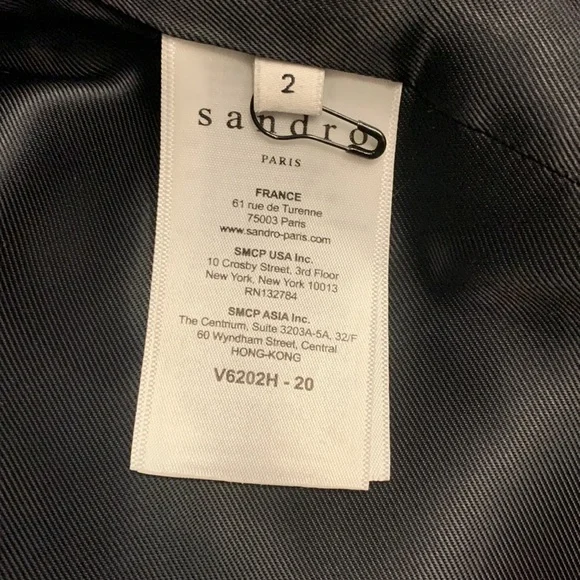 2
sandro
PARIS
FRANCE
61 rue de Turenne
75003 Paris
www.sandro-paris.com
SMCP USA Inc.
10 Crosby Street, 3rd Floor
New York, New York 10013
RN132784
SMCP ASIA Inc.
The Centrium, Suite 3203A-5A, 32/F
60 Wyndham Street, Central
HONG-KONG
V6202H - 20